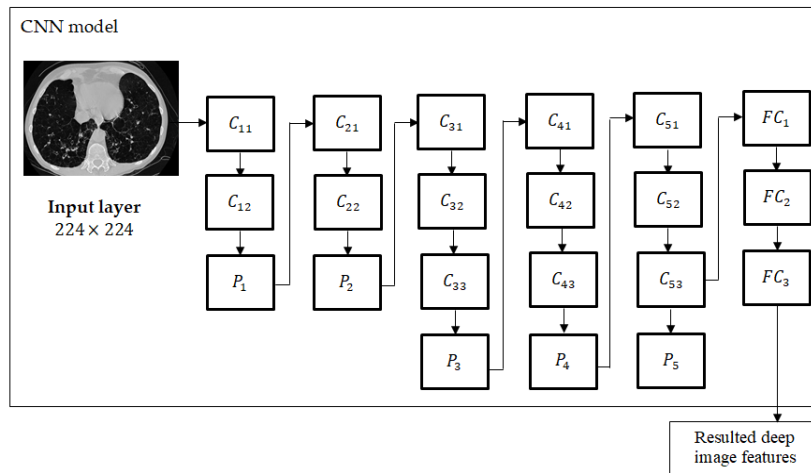 CNN model
Input layer
224 × 224
C₁₁
C₁₂
P₁
C₂₁
C₂₂
P₂
C₃₁
C₃₂
C₃₃
P₃
C₄₁
C₄₂
C₄₃
P₄
C₅₁
C₅₂
C₅₃
P₅
FC₁
FC₂
FC₃
Resulted deep
image features